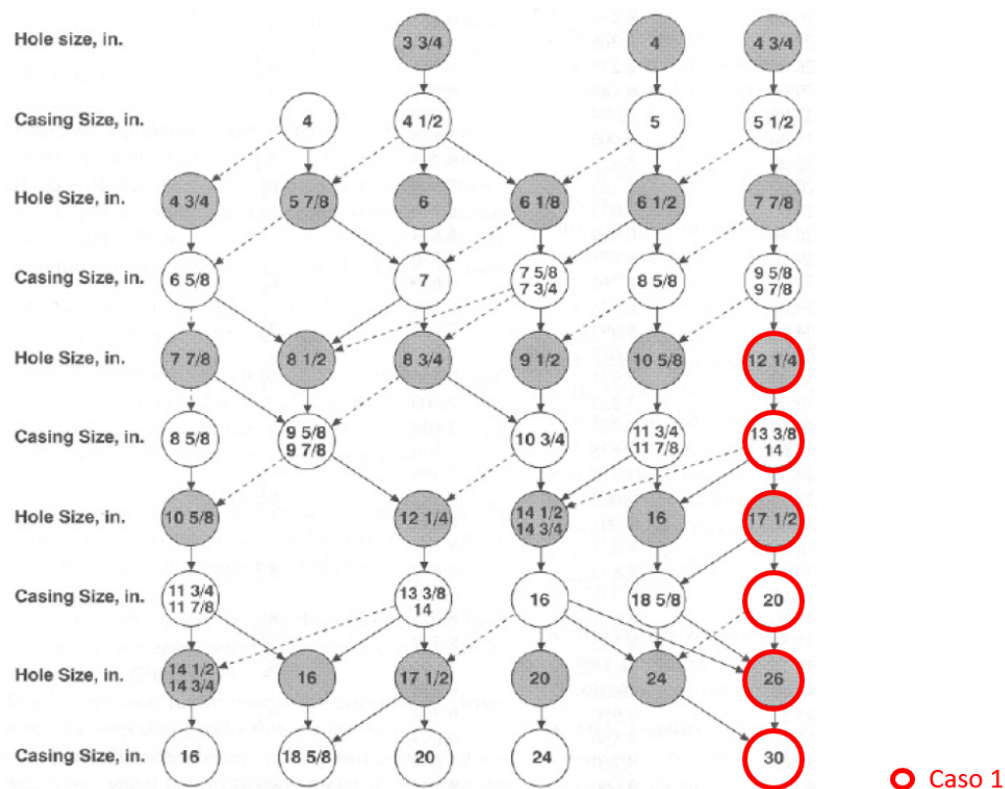 Hole size, in. 3 3/4 4 4 3/4
Casing Size, in. 4 4 1/2 5 5 1/2
Hole Size, in. 4 3/4 5 7/8 6 6 1/8 6 1/2 7 7/8
Casing Size, in. 6 5/8 7 7 5/8 7 3/4 8 5/8 9 5/8 9 7/8
Hole Size, in. 7 7/8 8 1/2 8 3/4 9 1/2 10 5/8 12 1/4
Casing Size, in. 8 5/8 9 5/8 9 7/8 10 3/4 11 3/4 11 7/8 13 3/8 14
Hole Size, in. 10 5/8 12 1/4 14 1/2 14 3/4 16 17 1/2
Casing Size, in. 11 3/4 11 7/8 13 3/8 14 16 18 5/8 20
Hole Size, in. 14 1/2 14 3/4 16 17 1/2 20 24 26
Casing Size, in. 16 18 5/8 20 24 30
Caso 1